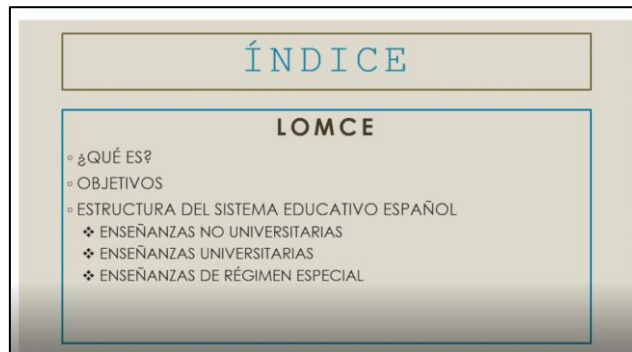 ÍNDICE
LOMCE
◦ ¿QUÉ ES?
◦ OBJETIVOS
◦ ESTRUCTURA DEL SISTEMA EDUCATIVO ESPAÑOL
❖ ENSEÑANZAS NO UNIVERSITARIAS
❖ ENSEÑANZAS UNIVERSITARIAS
❖ ENSEÑANZAS DE RÉGIMEN ESPECIAL